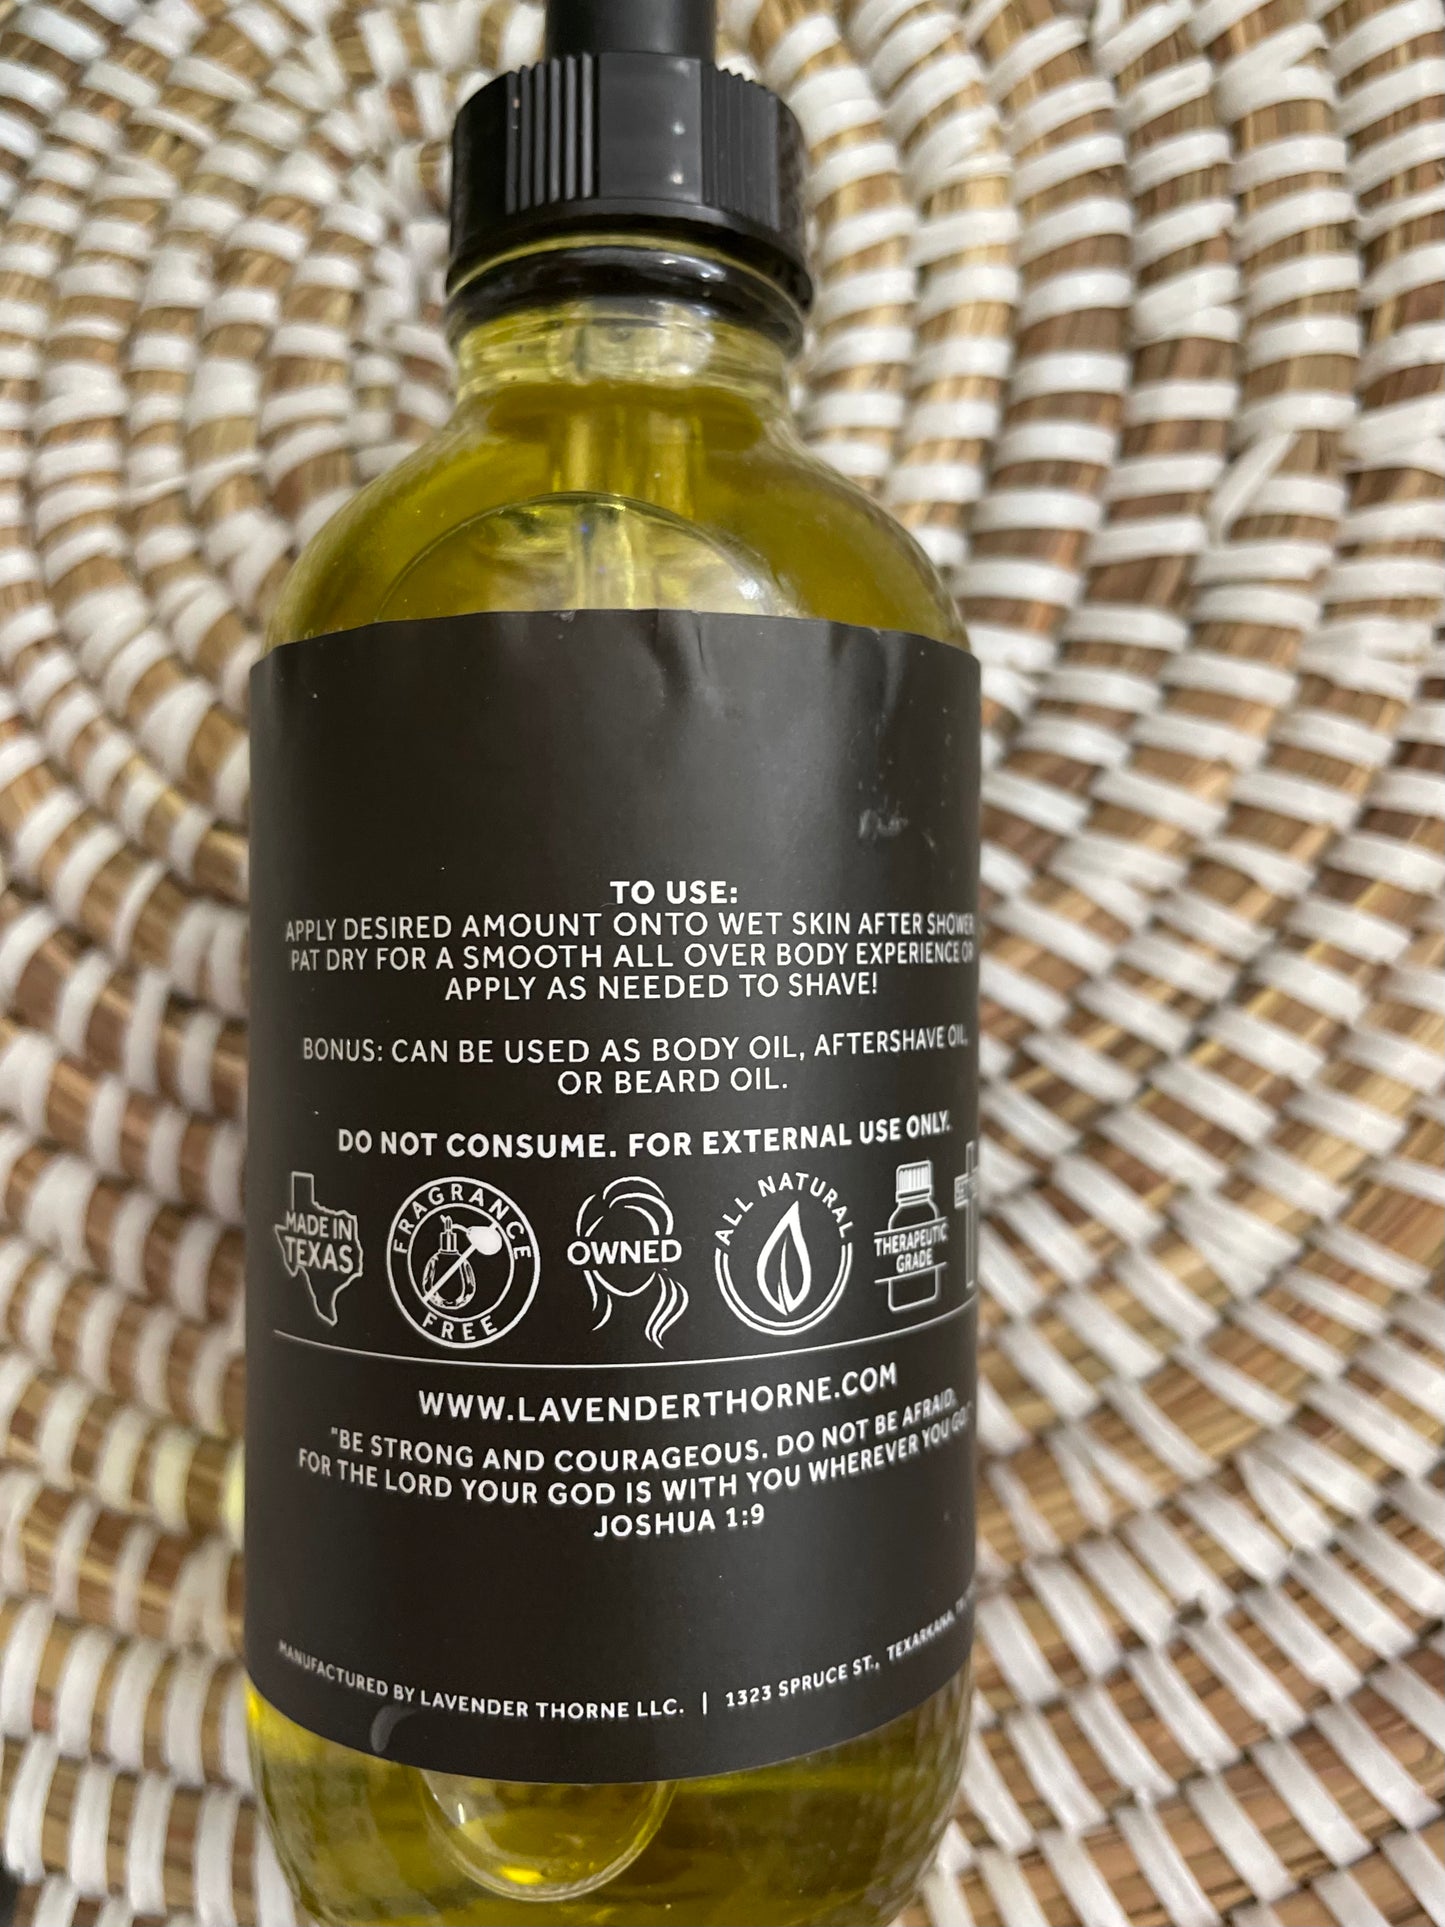 TO USE:
APPLY DESIRED AMOUNT ONTO WET SKIN AFTER SHOWER
PAT DRY FOR A SMOOTH ALL OVER BODY EXPERIENCE OR
APPLY AS NEEDED TO SHAVE!
BONUS: CAN BE USED AS BODY OIL, AFTERSHAVE OIL,
OR BEARD OIL.
DO NOT CONSUME. FOR EXTERNAL USE ONLY.
MADE IN
TEXAS
FRAGRANCE
FREE
OWNED
ALL NATURAL
THERAPEUTIC
GRADE
WWW.LAVENDERTHORNE.COM
"BE STRONG AND COURAGEOUS. DO NOT BE AFRAID,
FOR THE LORD YOUR GOD IS WITH YOU WHEREVER YOU GO."
JOSHUA 1:9
MANUFACTURED BY LAVENDER THORNE LLC. | 1323 SPRUCE ST., TEXARKANA, TX